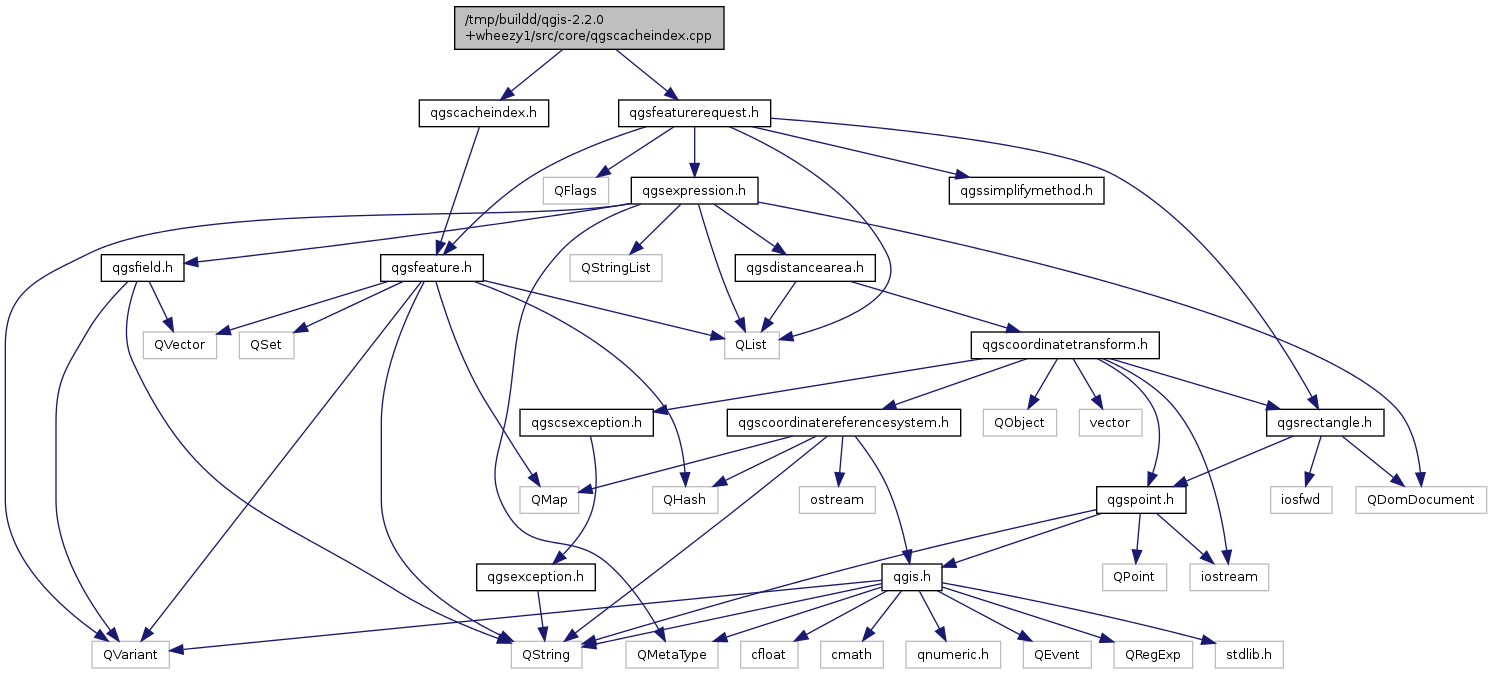 /tmp/buildd/qgis-2.2.0
+wheezy1/src/core/qgscacheindex.cpp
qgscacheindex.h
qgsfeaturerequest.h
QFlags
qgsexpression.h
qgssimplifymethod.h
qgsfield.h
qgsfeature.h
QStringList
qgsdistancearea.h
QVector
QSet
QList
qgscoordinatetransform.h
qgscsexception.h
qgscoordinatereferencesystem.h
QObject
vector
qgsrectangle.h
QMap
QHash
ostream
qgspoint.h
iosfwd
QDomDocument
qgsexception.h
qgis.h
QPoint
iostream
QVariant
QString
QMetaType
cfloat
cmath
qnumeric.h
QEvent
QRegExp
stdlib.h